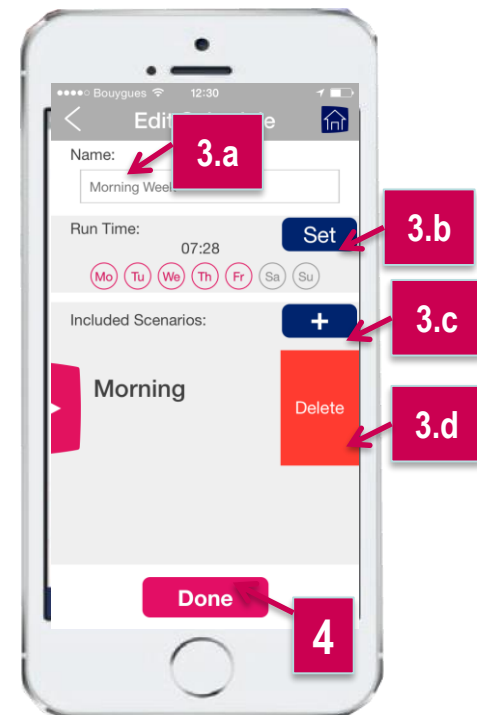 Bouygues 12:30
Edit
3.a
Name:
Morning
Run Time:
07:28
Set
3.b
Mo Tu We Th Fr Sa Su
Included Scenarios:
+
3.c
Morning
Delete
3.d
Done
4